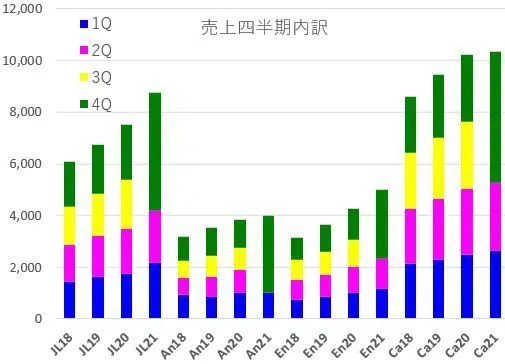 売上四半期内訳
1Q
2Q
3Q
4Q
12,000
10,000
8,000
6,000
4,000
2,000
0
JL18 JL19 JL20 JL21 An18 An19 An20 An21 En18 En19 En20 En21 Ca18 Ca19 Ca20 Ca21